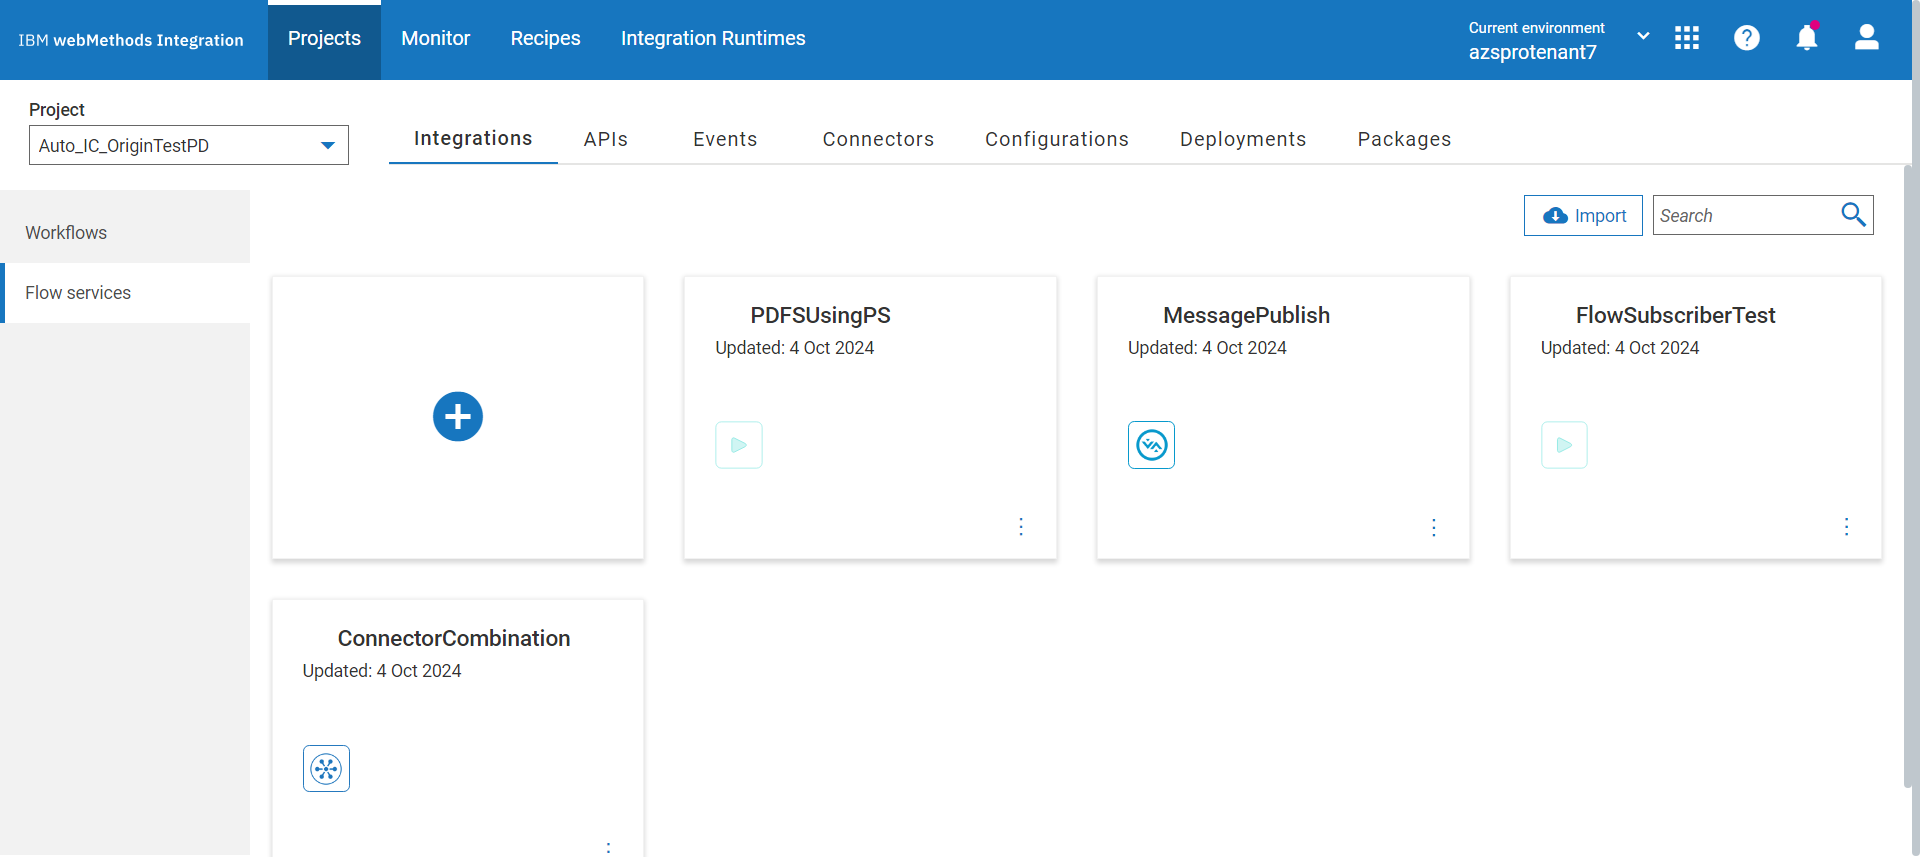 IBM webMethods Integration
Projects
Monitor
Recipes
Integration Runtimes
Current environment
azsprotenant7
Project
Auto_IC_OriginTestPD
Integrations
APIs
Events
Connectors
Configurations
Deployments
Packages
Workflows
Flow services
Import
Search
PDFSUsingPS
Updated: 4 Oct 2024
MessagePublish
Updated: 4 Oct 2024
FlowSubscriberTest
Updated: 4 Oct 2024
ConnectorCombination
Updated: 4 Oct 2024